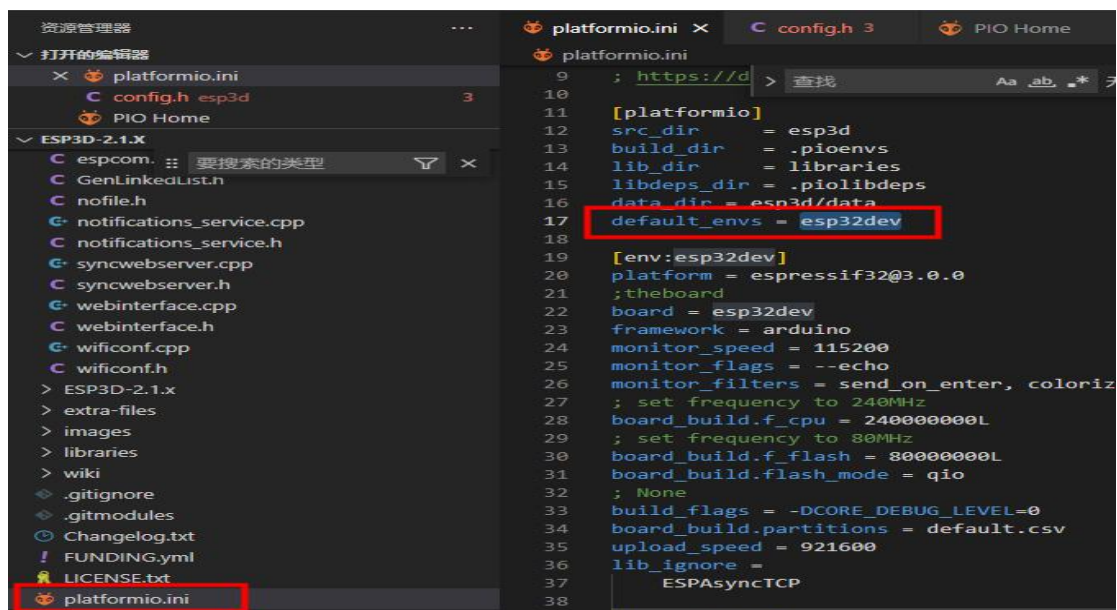 资源管理器
打开的编辑器
platformio.ini
config.h esp3d 3
PIO Home
ESP3D-2.1.X
espcom.
要搜索的类型
GenLinkedList.h
nofile.h
notifications_service.cpp
notifications_service.h
syncwebserver.cpp
syncwebserver.h
webinterface.cpp
webinterface.h
wificonf.cpp
wificonf.h
ESP3D-2.1.x
extra-files
images
libraries
wiki
.gitignore
.gitmodules
Changelog.txt
FUNDING.yml
LICENSE.txt
platformio.ini
platformio.ini config.h 3 PIO Home
platformio.ini
查找 Aa ab, .*
9 ; https://d
10
11 [platformio]
12 src_dir = esp3d
13 build_dir = .pioenvs
14 lib_dir = libraries
15 libdeps_dir = .piolibdeps
16 data_dir = esp3d/data
17 default_envs = esp32dev
18
19 [env:esp32dev]
20 platform = espressif32@3.0.0
21 ;theboard
22 board = esp32dev
23 framework = arduino
24 monitor_speed = 115200
25 monitor_flags = --echo
26 monitor_filters = send_on_enter, coloriz
27 ; set frequency to 240MHz
28 board_build.f_cpu = 240000000L
29 ; set frequency to 80MHz
30 board_build.f_flash = 80000000L
31 board_build.flash_mode = qio
32 ; None
33 build_flags = -DCORE_DEBUG_LEVEL=0
34 board_build.partitions = default.csv
35 upload_speed = 921600
36 lib_ignore =
37 ESPAsyncTCP
38